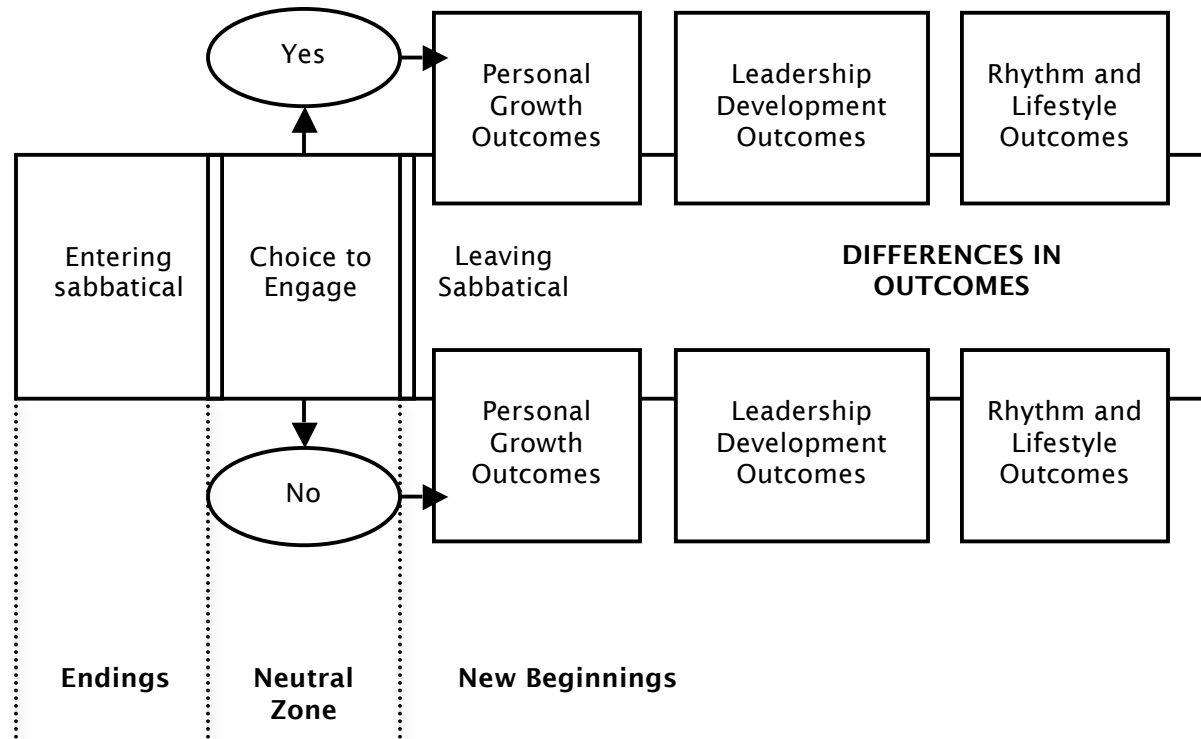 Yes
Personal
Growth
Outcomes
Leadership
Development
Outcomes
Rhythm and
Lifestyle
Outcomes
Entering
sabbatical
Choice to
Engage
Leaving
Sabbatical
DIFFERENCES IN
OUTCOMES
No
Personal
Growth
Outcomes
Leadership
Development
Outcomes
Rhythm and
Lifestyle
Outcomes
Endings
Neutral
Zone
New Beginnings